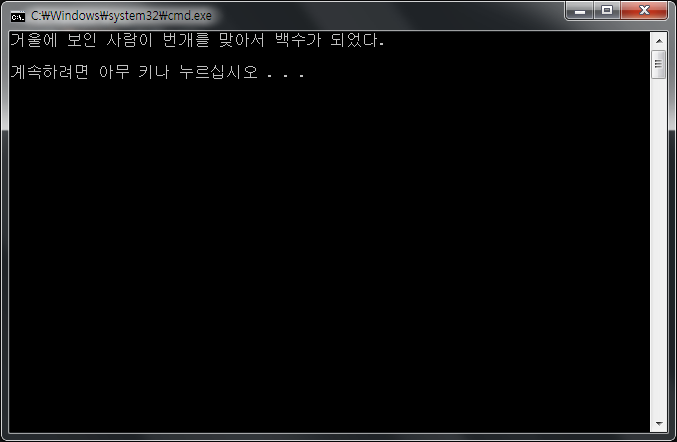 C:₩Windows₩system32₩cmd.exe
거울에 보인 사람이 번개를 맞아서 백수가 되었다.
계속하려면 아무 키나 누르십시오 . . .